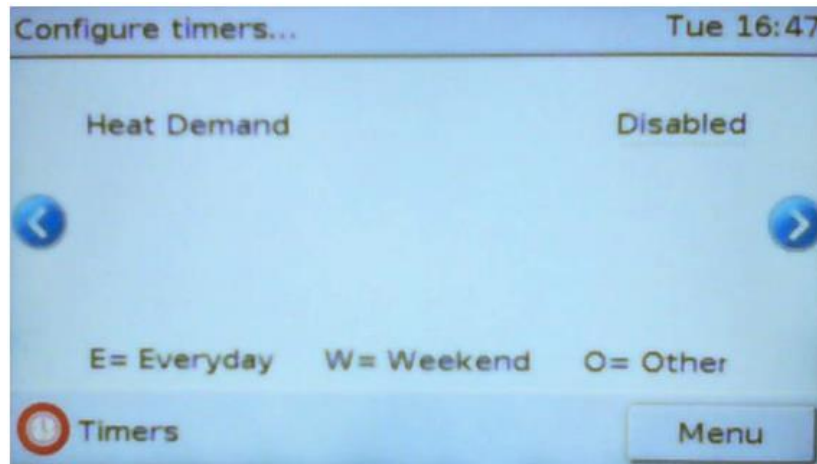 Configure timers... Tue 16:47
Heat Demand Disabled
E= Everyday W= Weekend O= Other
Timers Menu